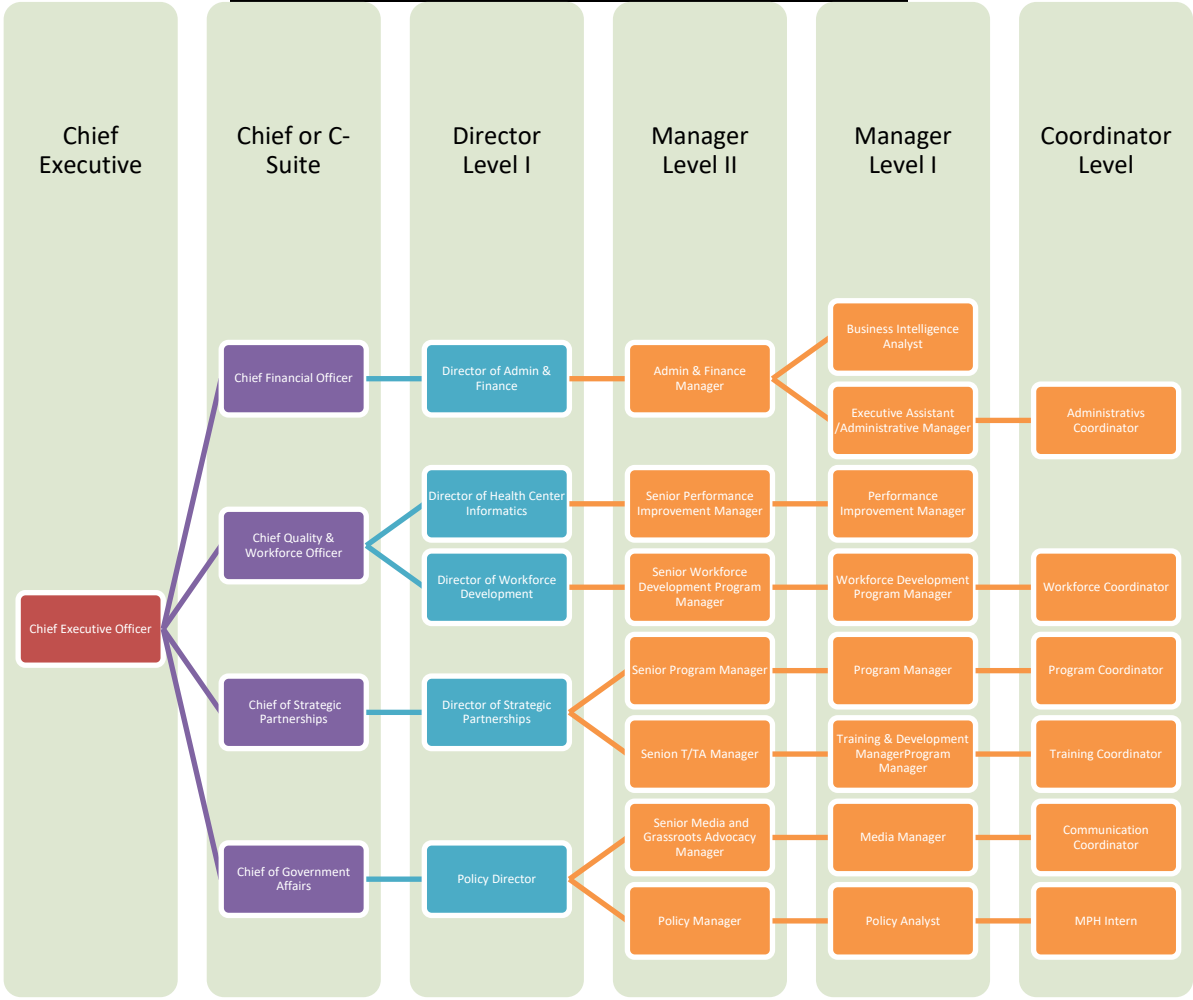 Chief
Executive
Chief or C-
Suite
Director
Level I
Manager
Level II
Manager
Level I
Coordinator
Level
Business Intelligence
Analyst
Chief Financial Officer
Director of Admin &
Finance
Admin & Finance
Manager
Executive Assistant
/Administrative Manager
Administrativs
Coordinator
Director of Health Center
Informatics
Senior Performance
Improvement Manager
Performance
Improvement Manager
Chief Quality &
Workforce Officer
Director of Workforce
Development
Senior Workforce
Development Program
Manager
Workforce Development
Program Manager
Workforce Coordinator
Chief Executive Officer
Senior Program Manager
Program Manager
Program Coordinator
Chief of Strategic
Partnerships
Director of Strategic
Partnerships
Senion T/TA Manager
Training & Development
ManagerProgram
Manager
Training Coordinator
Senior Media and
Grassroots Advocacy
Manager
Media Manager
Communication
Coordinator
Chief of Government
Affairs
Policy Director
Policy Manager
Policy Analyst
MPH Intern